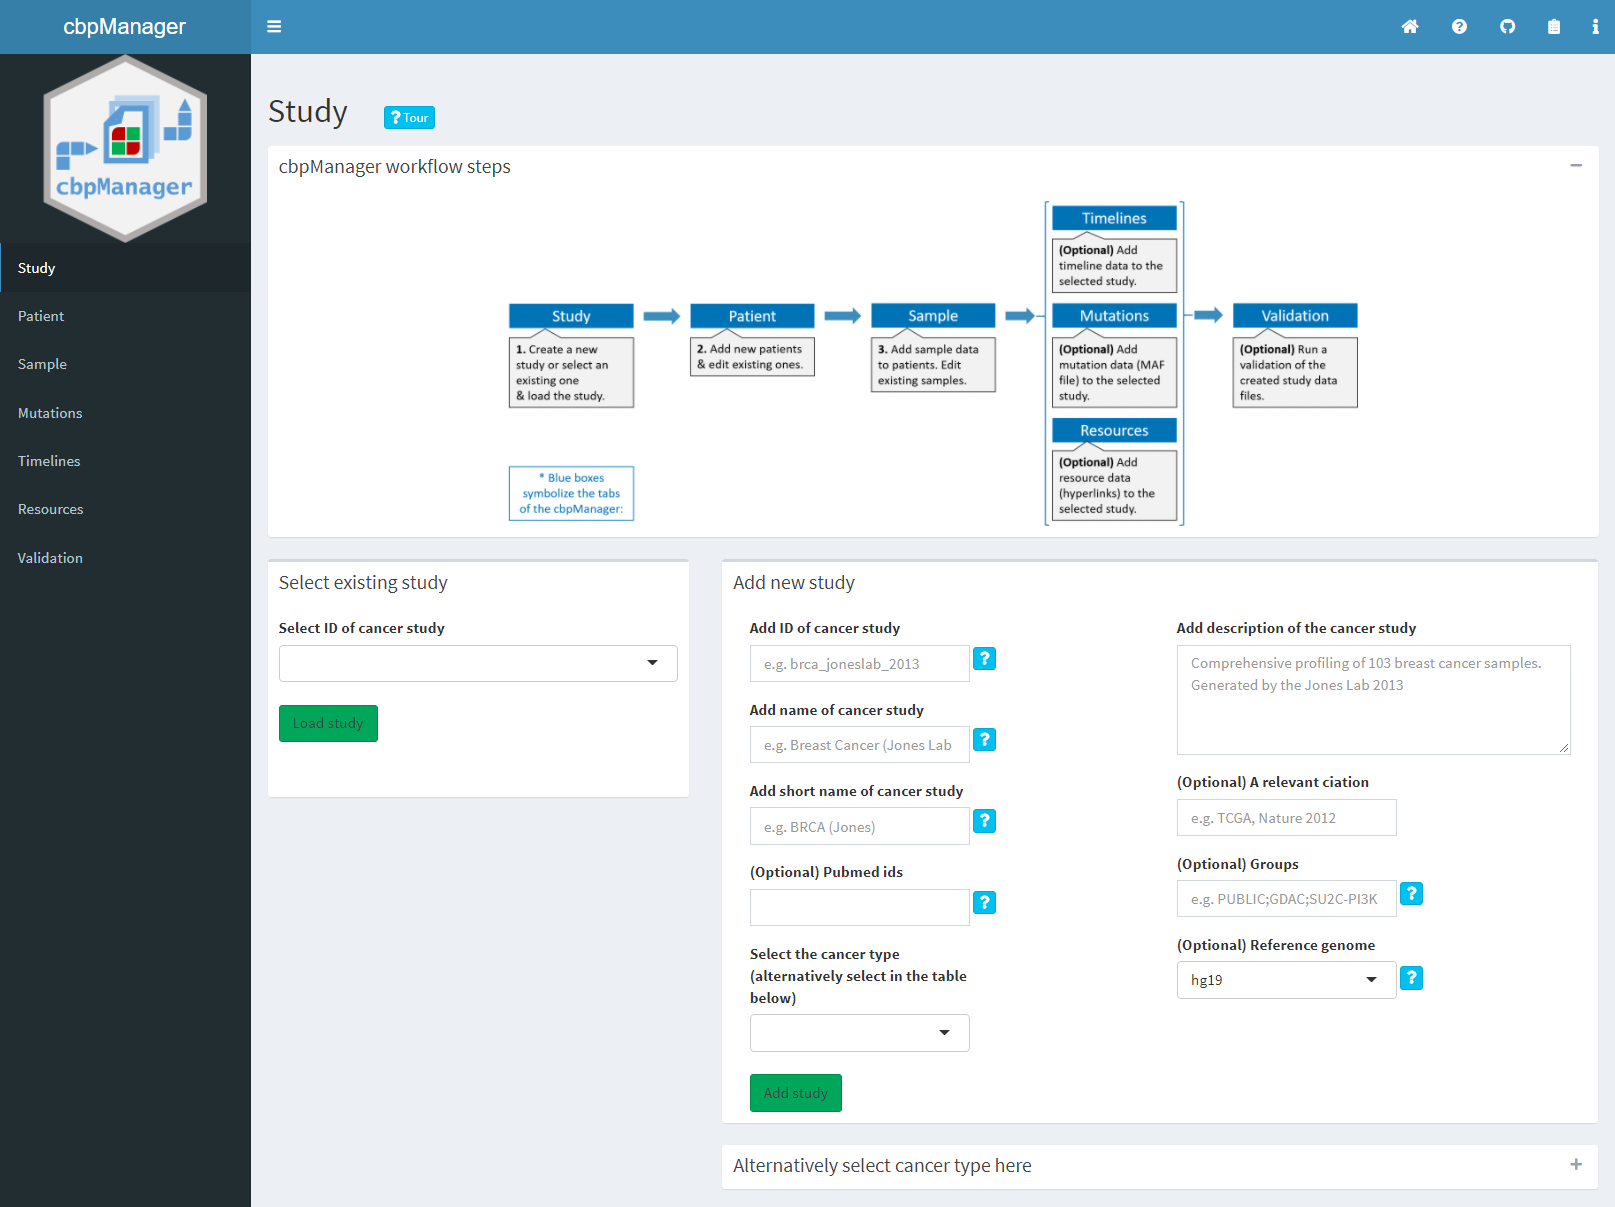 cbpManager
cbpManager
Study
Patient
Sample
Mutations
Timelines
Resources
Validation
Study
? Tour
cbpManager workflow steps
Study
1. Create a new
study or select an
existing one
& load the study.
Patient
2. Add new patients
& edit existing ones.
Sample
3. Add sample data
to patients. Edit
existing samples.
Timelines
(Optional) Add
timeline data to the
selected study.
Mutations
(Optional) Add
mutation data (MAF
file) to the selected
study.
Resources
(Optional) Add
resource data
(hyperlinks) to the
selected study.
Validation
(Optional) Run a
validation of the
created study data
files.
* Blue boxes
symbolize the tabs
of the cbpManager:
Select existing study
Select ID of cancer study
Load study
Add new study
Add ID of cancer study
e.g. brca_joneslab_2013
?
Add name of cancer study
e.g. Breast Cancer (Jones Lab
?
Add short name of cancer study
e.g. BRCA (Jones)
?
(Optional) Pubmed ids
?
Select the cancer type
(alternatively select in the table
below)
Add study
Add description of the cancer study
Comprehensive profiling of 103 breast cancer samples.
Generated by the Jones Lab 2013
(Optional) A relevant ciation
e.g. TCGA, Nature 2012
(Optional) Groups
e.g. PUBLIC;GDAC;SU2C-PI3K
?
(Optional) Reference genome
hg19
?
Alternatively select cancer type here